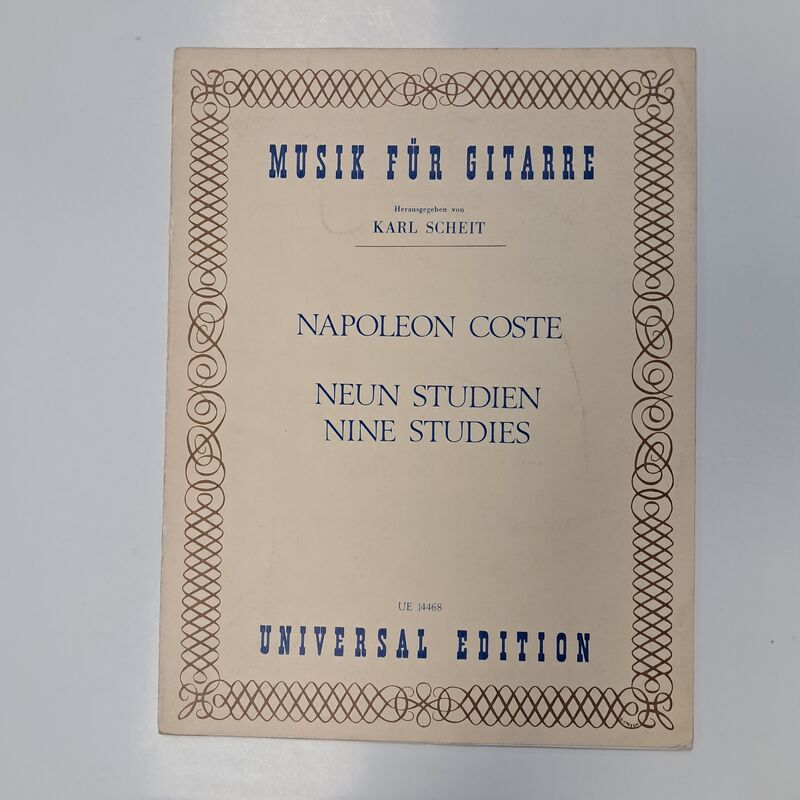 MUSIK FÜR GITARRE
Herausgegeben von
KARL SCHEIT
NAPOLEON COSTE
NEUN STUDIEN
NINE STUDIES
UE 14468
UNIVERSAL EDITION